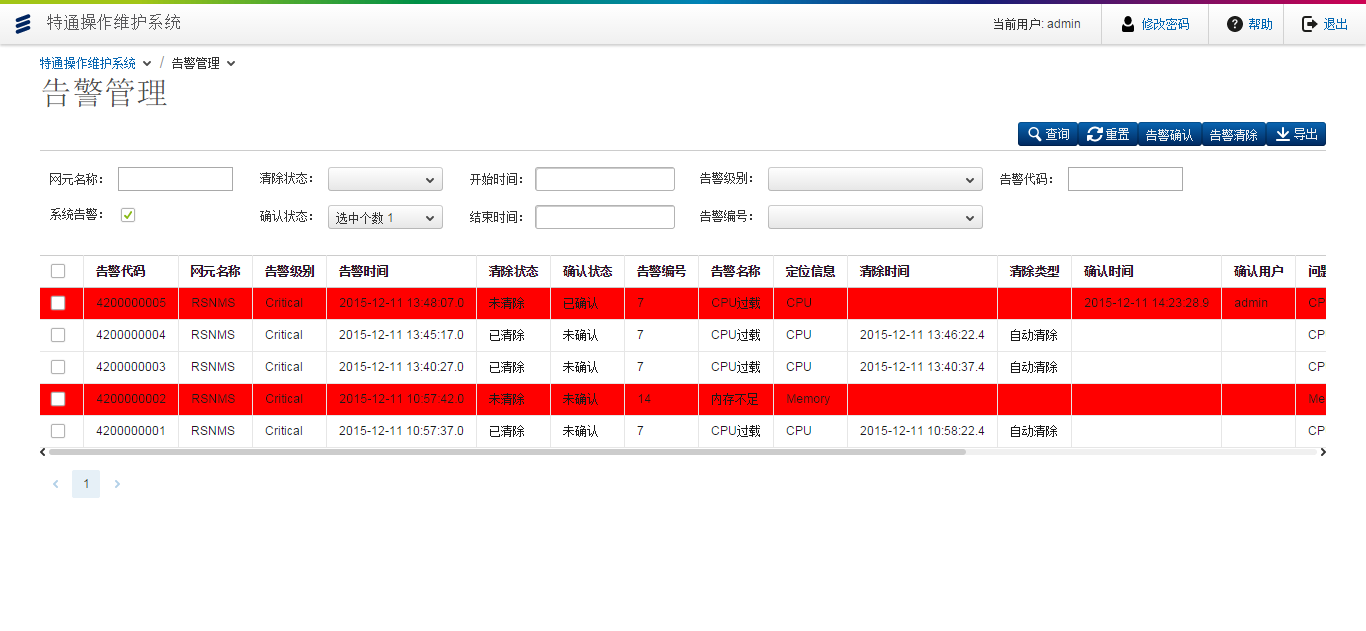 特通操作维护系统 当前用户: admin 修改密码 帮助 退出
特通操作维护系统 / 告警管理
告警管理
查询 重置 告警确认 告警清除 导出
网元名称： 清除状态： 开始时间： 告警级别： 告警代码：
系统告警： 确认状态： 选中个数 1 结束时间： 告警编号：
告警代码 网元名称 告警级别 告警时间 清除状态 确认状态 告警编号 告警名称 定位信息 清除时间 清除类型 确认时间 确认用户 问题
4200000005 RSNMS Critical 2015-12-11 13:48:07.0 未清除 已确认 7 CPU过载 CPU 2015-12-11 14:23:28.9 admin CP
4200000004 RSNMS Critical 2015-12-11 13:45:17.0 已清除 未确认 7 CPU过载 CPU 2015-12-11 13:46:22.4 自动清除 CP
4200000003 RSNMS Critical 2015-12-11 13:40:27.0 已清除 未确认 7 CPU过载 CPU 2015-12-11 13:40:37.4 自动清除 CP
4200000002 RSNMS Critical 2015-12-11 10:57:42.0 未清除 未确认 14 内存不足 Memory Me
4200000001 RSNMS Critical 2015-12-11 10:57:37.0 已清除 未确认 7 CPU过载 CPU 2015-12-11 10:58:22.4 自动清除 CP
1